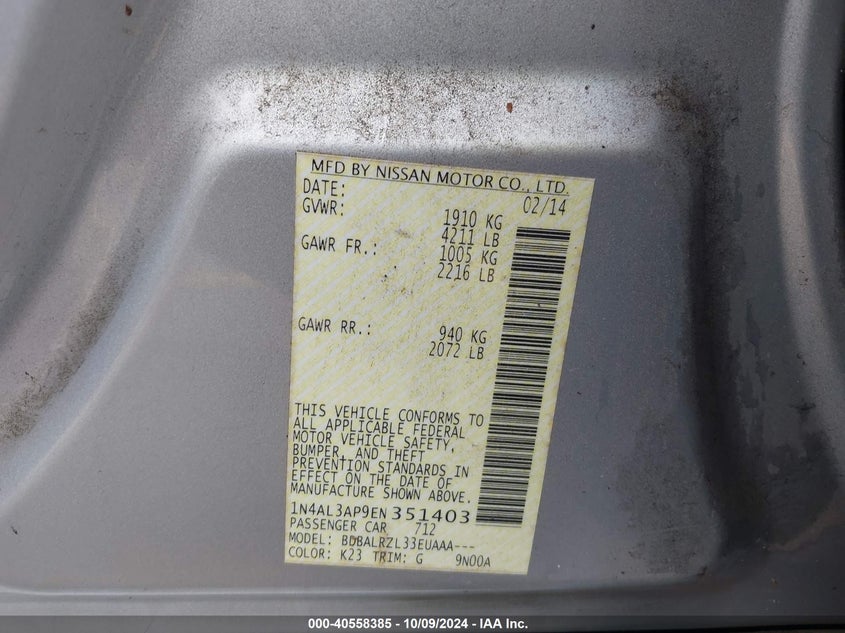 MFD BY NISSAN MOTOR CO., LTD.
DATE: 02/14
GVWR: 1910 KG
4211 LB
GAWR FR.: 1005 KG
2216 LB
GAWR RR.: 940 KG
2072 LB
THIS VEHICLE CONFORMS TO
ALL APPLICABLE FEDERAL
MOTOR VEHICLE SAFETY,
BUMPER, AND THEFT
PREVENTION STANDARDS IN
EFFECT ON THE DATE OF
MANUFACTURE SHOWN ABOVE.
1N4AL3AP9EN351403
PASSENGER CAR 712
MODEL: BDBALRZL33EUAAA---
COLOR: K23 TRIM: G 9N00A
000-40558385 - 10/09/2024 - IAA Inc.